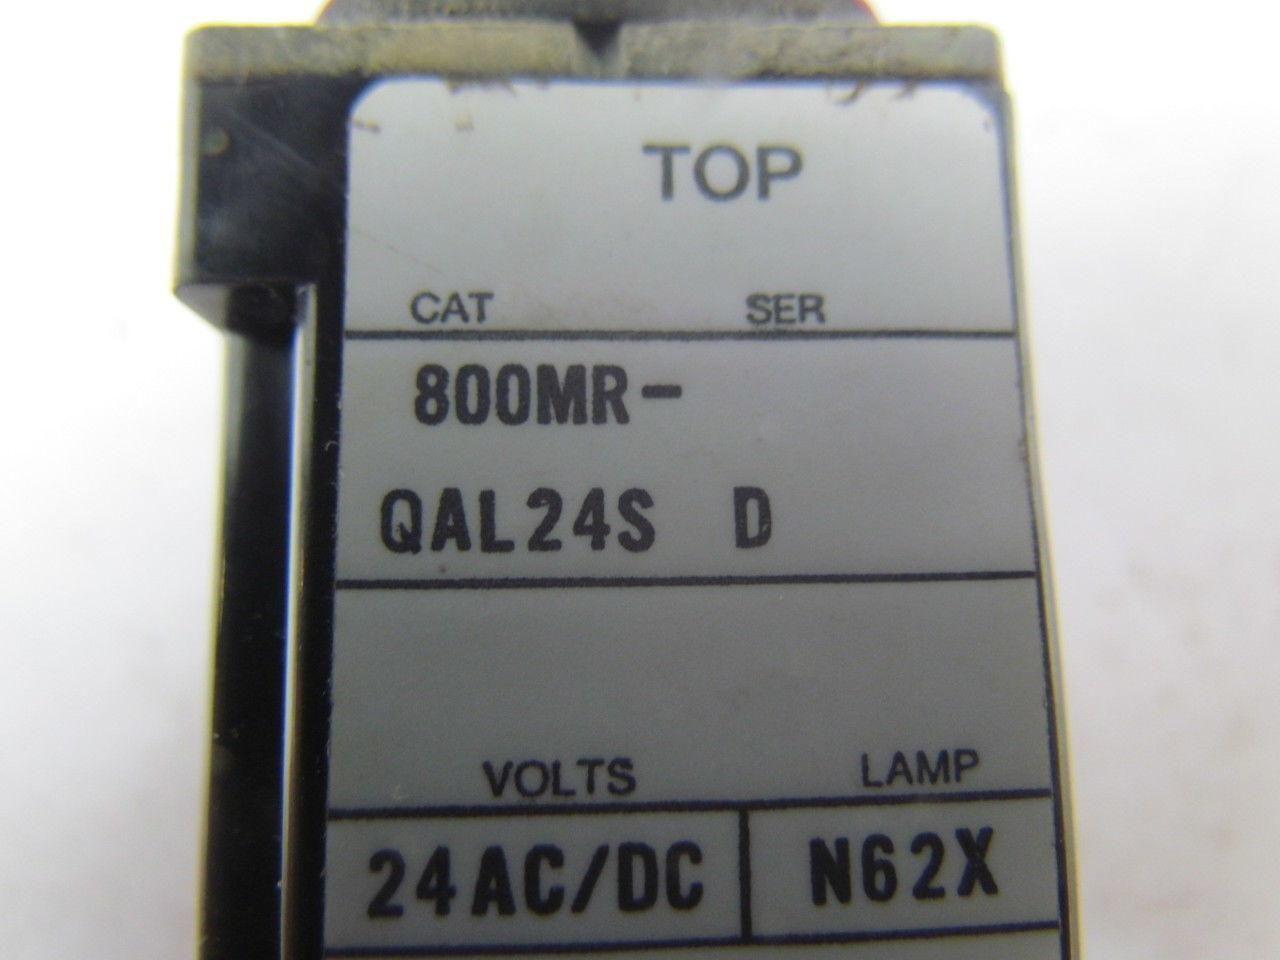 TOP
CAT SER
800MR-
QAL24S D
VOLTS LAMP
24AC/DC N62X